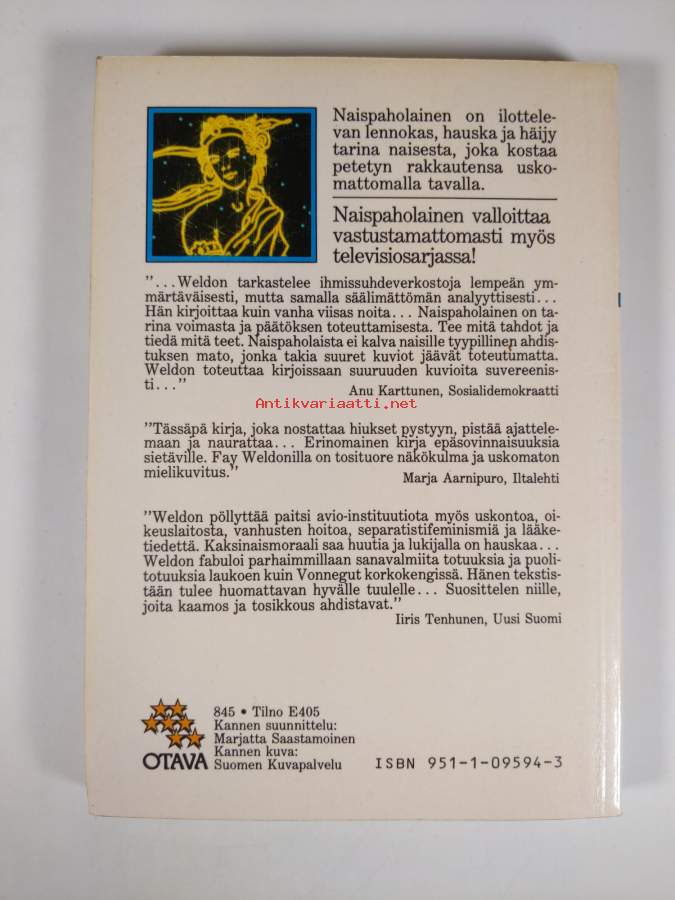 Naispaholainen on ilottele-
van lennokas, hauska ja häijy
tarina naisesta, joka kostaa
petetyn rakkautensa usko-
mattomalla tavalla.
Naispaholainen valloittaa
vastustamattomasti myös
televisiosarjassa!
”...Weldon tarkastelee ihmissuhdeverkostoja lempeän ym-
märtäväisesti, mutta samalla säälimättömän analyyttisesti...
Hän kirjoittaa kuin vanha viisas noita... Naispaholainen on ta-
rina voimasta ja päätöksen toteuttamisesta. Tee mitä tahdot ja
tiedä mitä teet. Naispaholaista ei kalva naisille tyypillinen ahdis-
tuksen mato, jonka takia suuret kuviot jäävät toteutumatta.
Weldon toteuttaa kirjoissaan suuruuden kuvioita suvereenis-
ti...”
Anu Karttunen, Sosialidemokraatti
Antikvariaatti.net
”Tässäpä kirja, joka nostattaa hiukset pystyyn, pistää ajattele-
maan ja naurattaa... Erinomainen kirja epäsovinnaisuuksia
sietäville. Fay Weldonilla on tosituore näkökulma ja uskomaton
mielikuvitus.”
Marja Aarnipuro, Iltalehti
”Weldon pöllyttää paitsi avio-instituutiota myös uskontoa, oi-
keuslaitosta, vanhusten hoitoa, separatistifeminismiä ja lääke-
tiedettä. Kaksinaismoraali saa huutia ja lukijalla on hauskaa...
Weldon fabuloi parhaimmillaan sanavalmiita totuuksia ja puoli-
totuuksia laukoen kuin Vonnegut korkokengissä. Hänen tekstis-
tään tulee huomattavan hyvälle tuulelle... Suosittelen niille,
joita kaamos ja tosikkous ahdistavat.”
Iiris Tenhunen, Uusi Suomi
845 • Tilno E405
Kannen suunnittelu:
Marjatta Saastamoinen
Kannen kuva:
Suomen Kuvapalvelu
OTAVA
ISBN 951-1-09594-3